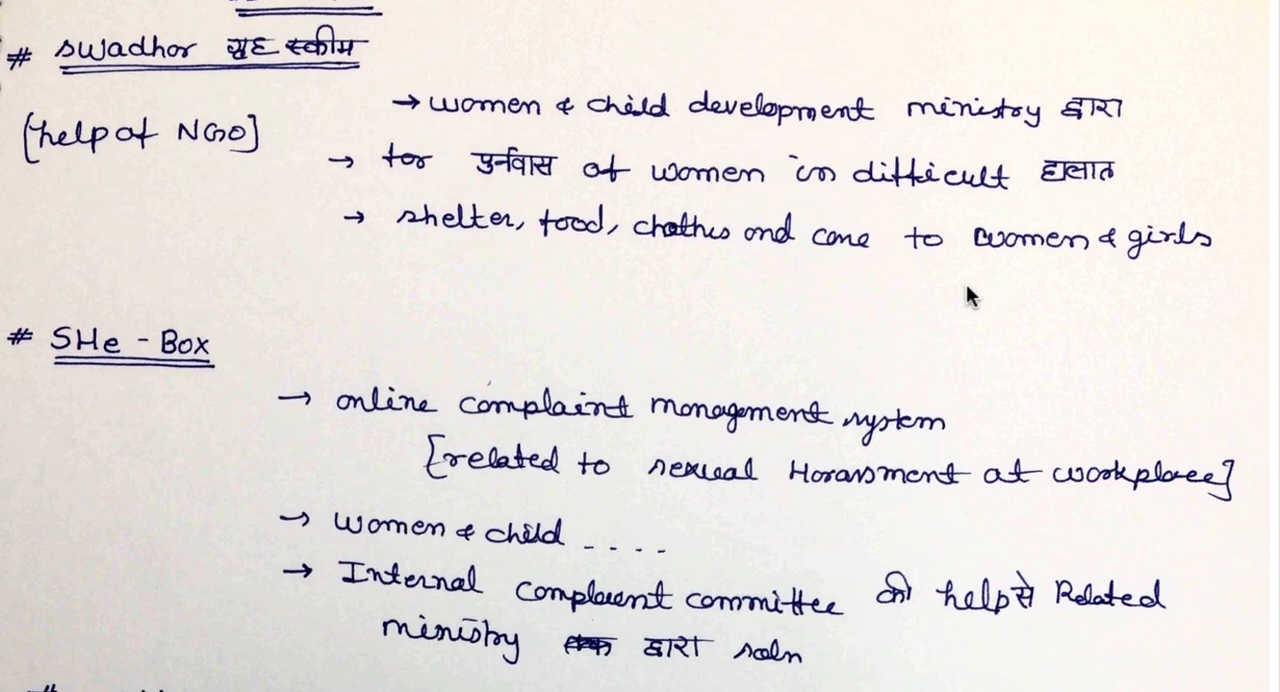 # Swadhar गृह स्कीम
[help of NGO]
→ women & child development ministry द्वारा
→ for पुर्नवास of women in difficult हालात
→ shelter, food, clothes and care to women & girls
# SHe - Box
→ online complaint management system
[related to sexual Harassment at workplace]
→ women & child ....
→ Internal complaint committee की help से Related
ministry द्वारा soln